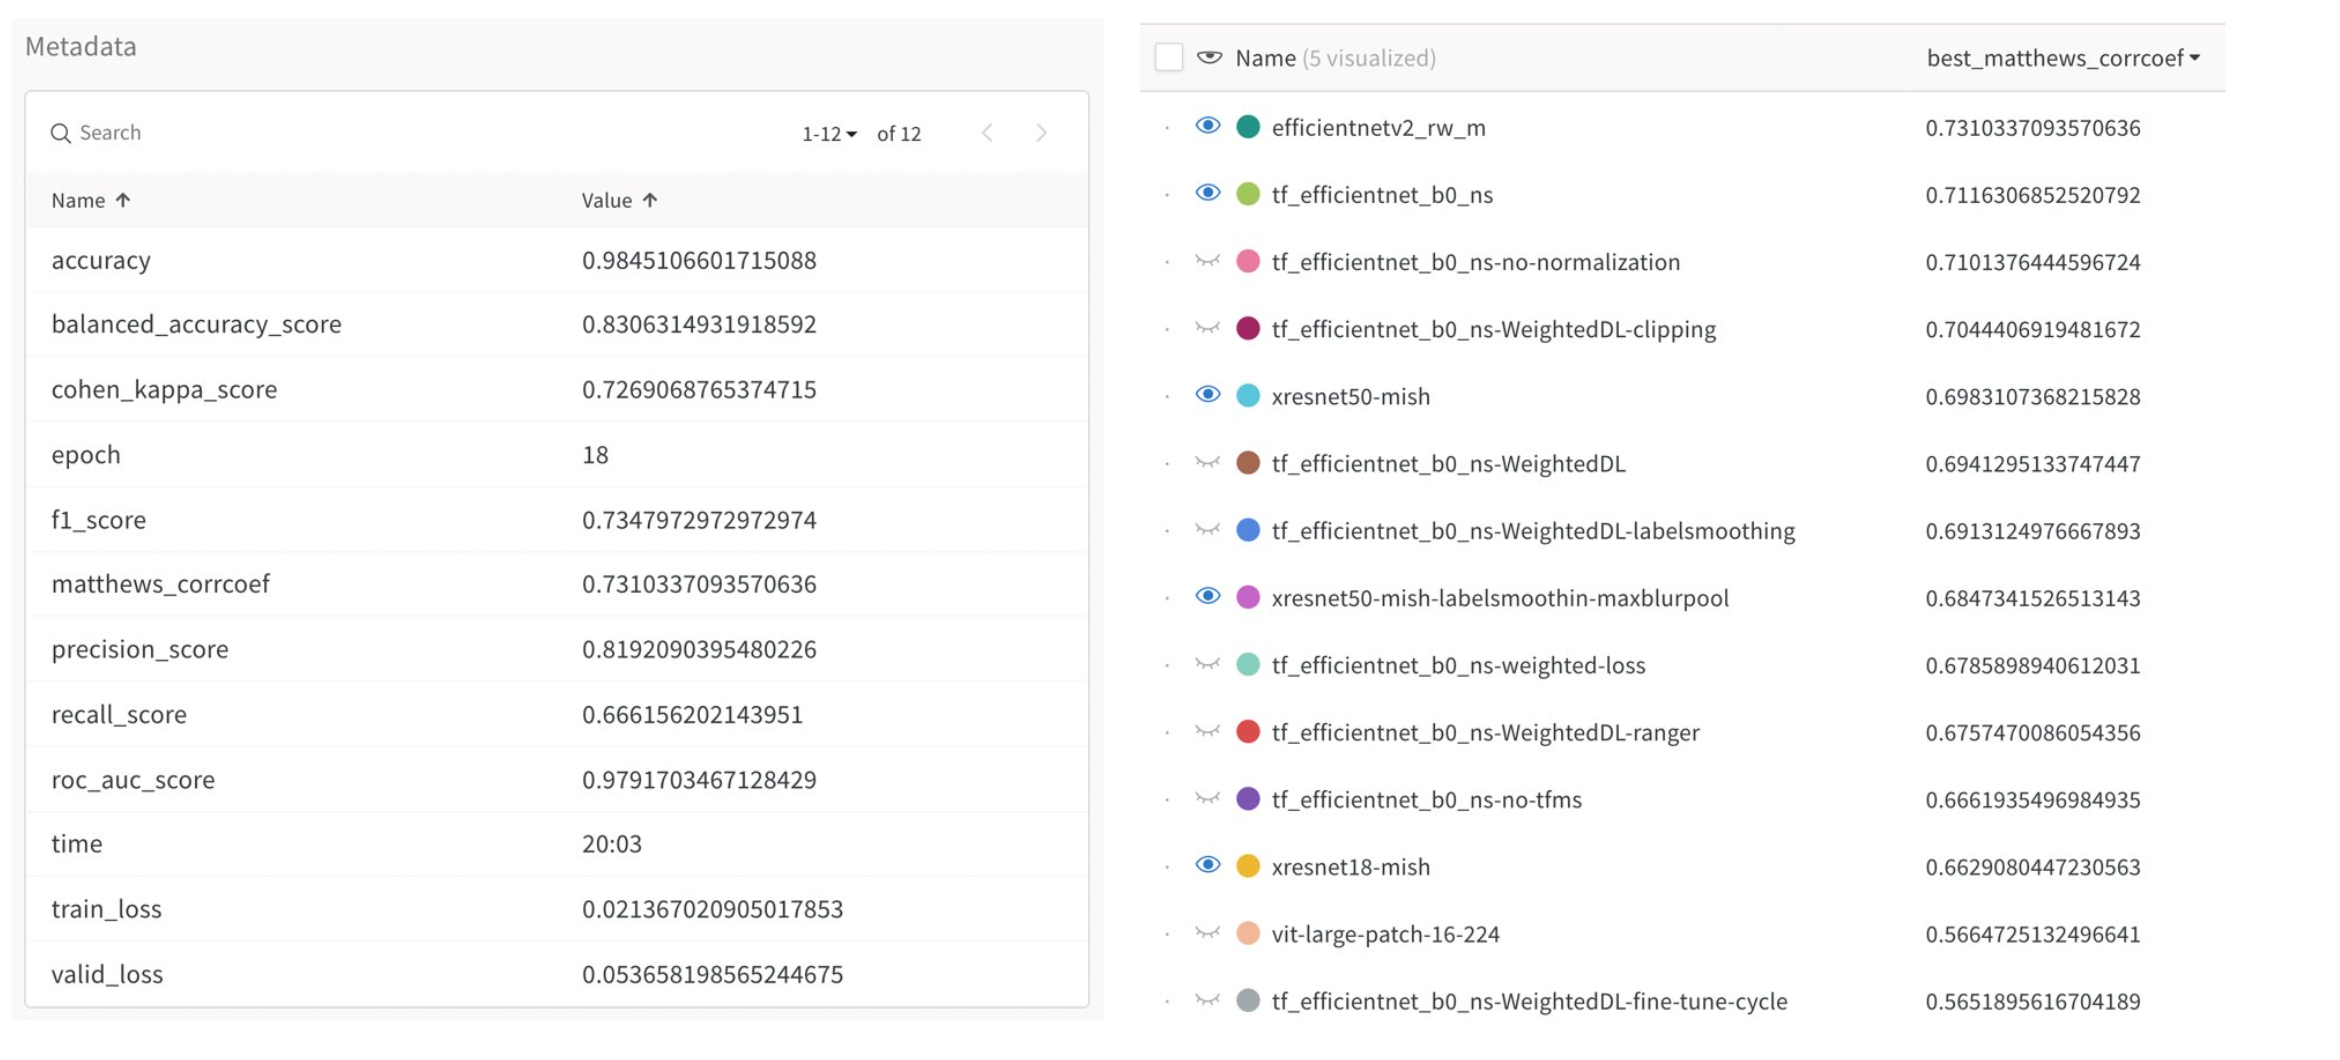 Metadata
Search
1-12 of 12
Name Value
accuracy 0.9845106601715088
balanced_accuracy_score 0.8306314931918592
cohen_kappa_score 0.7269068765374715
epoch 18
f1_score 0.7347972972972974
matthews_corrcoef 0.7310337093570636
precision_score 0.8192090395480226
recall_score 0.666156202143951
roc_auc_score 0.9791703467128429
time 20:03
train_loss 0.021367020905017853
valid_loss 0.053658198565244675
Name (5 visualized) best_matthews_corrcoef
efficientnetv2_rw_m 0.7310337093570636
tf_efficientnet_b0_ns 0.7116306852520792
tf_efficientnet_b0_ns-no-normalization 0.7101376444596724
tf_efficientnet_b0_ns-WeightedDL-clipping 0.7044406919481672
xresnet50-mish 0.6983107368215828
tf_efficientnet_b0_ns-WeightedDL 0.6941295133747447
tf_efficientnet_b0_ns-WeightedDL-labelsmoothing 0.6913124976667893
xresnet50-mish-labelsmoothin-maxblurpool 0.6847341526513143
tf_efficientnet_b0_ns-weighted-loss 0.6785898940612031
tf_efficientnet_b0_ns-WeightedDL-ranger 0.6757470086054356
tf_efficientnet_b0_ns-no-tfms 0.6661935496984935
xresnet18-mish 0.6629080447230563
vit-large-patch-16-224 0.5664725132496641
tf_efficientnet_b0_ns-WeightedDL-fine-tune-cycle 0.5651895616704189